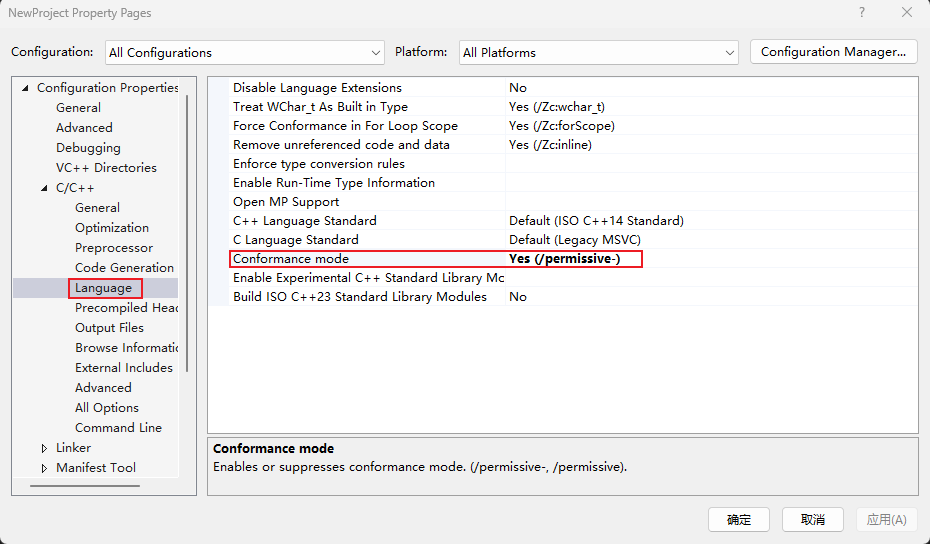 NewProject Property Pages
Configuration: All Configurations Platform: All Platforms Configuration Manager...
Configuration Properties
General
Advanced
Debugging
VC++ Directories
C/C++
General
Optimization
Preprocessor
Code Generation
Language
Precompiled Head
Output Files
Browse Informatic
External Includes
Advanced
All Options
Command Line
Linker
Manifest Tool
Disable Language Extensions No
Treat WChar_t As Built in Type Yes (/Zc:wchar_t)
Force Conformance in For Loop Scope Yes (/Zc:forScope)
Remove unreferenced code and data Yes (/Zc:inline)
Enforce type conversion rules
Enable Run-Time Type Information
Open MP Support
C++ Language Standard Default (ISO C++14 Standard)
C Language Standard Default (Legacy MSVC)
Conformance mode Yes (/permissive-)
Enable Experimental C++ Standard Library Mc
Build ISO C++23 Standard Library Modules No
Conformance mode
Enables or suppresses conformance mode. (/permissive-, /permissive).
确定 取消 应用(A)